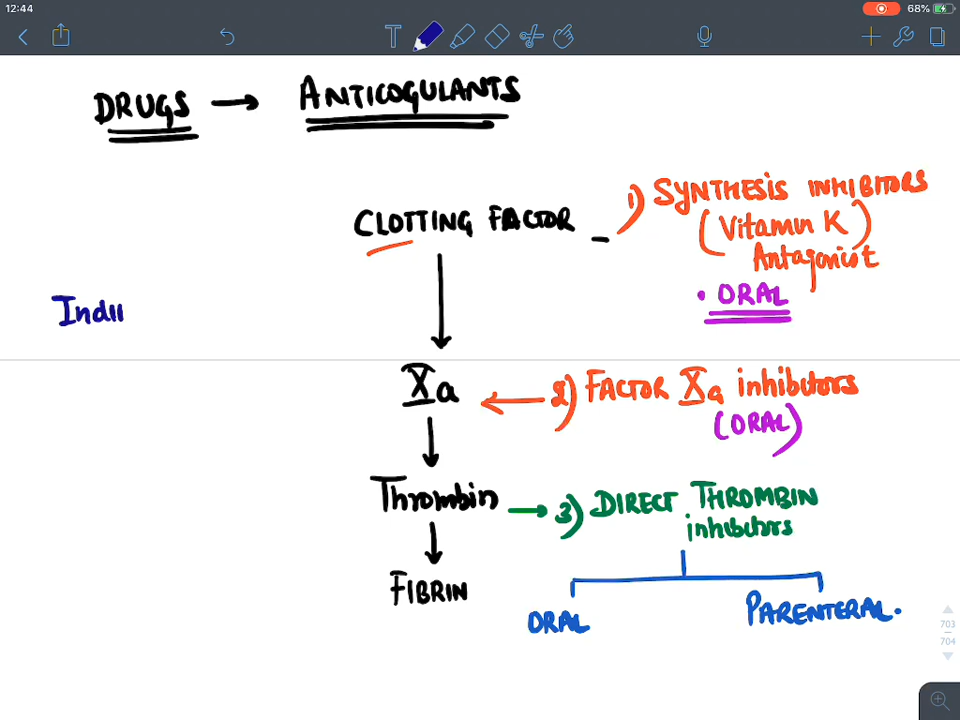 12:44
68%
T
DRUGS → ANTICOGULANTS
CLOTTING FACTOR
1) SYNTHESIS INHIBITORS
(Vitamin K)
Antagonist
• ORAL
Indii
Xa
2) FACTOR Xa inhibitors
(ORAL)
Thrombin
3) DIRECT THROMBIN
inhibitors
FIBRIN
ORAL
PARENTERAL.
703
704